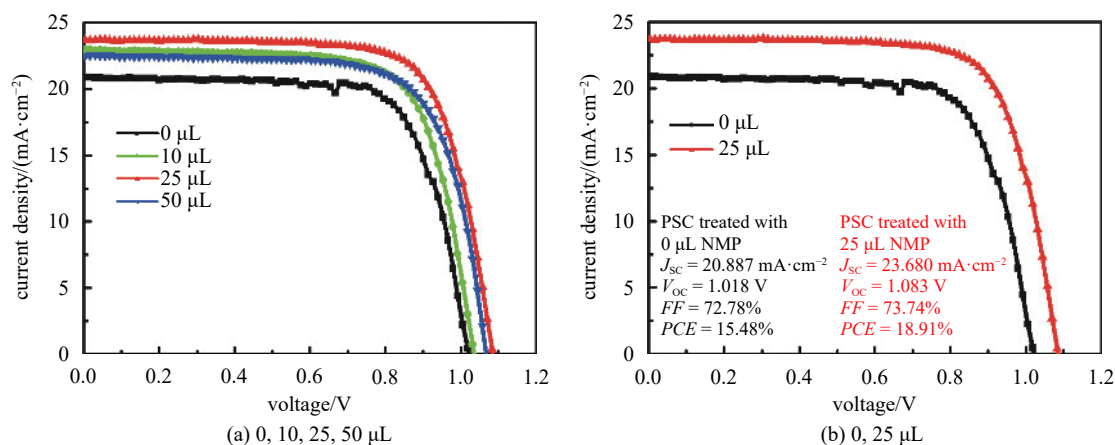 25
20
15
10
5
0
current density/(mA·cm⁻²)
0 μL
10 μL
25 μL
50 μL
0.0 0.2 0.4 0.6 0.8 1.0 1.2
voltage/V
(a) 0, 10, 25, 50 μL
25
20
15
10
5
0
current density/(mA·cm⁻²)
0 μL
25 μL
PSC treated with
0 μL NMP
J_SC = 20.887 mA·cm⁻²
V_OC = 1.018 V
FF = 72.78%
PCE = 15.48%
PSC treated with
25 μL NMP
J_SC = 23.680 mA·cm⁻²
V_OC = 1.083 V
FF = 73.74%
PCE = 18.91%
0.0 0.2 0.4 0.6 0.8 1.0 1.2
voltage/V
(b) 0, 25 μL